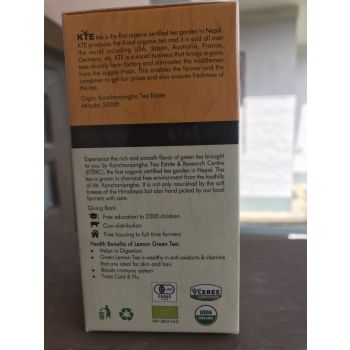 KTE tea is the first organic certified tea garden in Nepal.
KTE produces the finest organic tea and it is sold all over
the world including USA, Japan, Australia, France,
Germany, etc. KTE is a social business that brings organic
teas directly form factory and eliminates the middlemen
from the supply chain. This enables the farmer and the
consumer to get fair prices and also ensures freshness of
the tea.
Origin: Kanchanjangha Tea Estate
Altitude: 5000ft
Experience the rich and smooth flavor of green tea brought
to you by Kanchanjangha Tea Estate & Research Centre
(KTERC), the first organic certified tea garden in Nepal. The
tea is grown in chemical free environment from the foothills
of Mt. Kanchanjangha. It is not only nourished by the soft
breeze of the Himalayas but also hand picked by our local
farmers with care.
Giving Back
Free education to 2300 children
Cow distribution
Free housing to full time farmers
Health Benefits of Lemon Green Tea:
• Helps in Digestion
• Green Lemon Tea is wealthy in anti-oxidants & vitamins
that are ideal for skin and hair.
• Boosts immune system
• Treat Cold & Flu
JAS
CERES
CERES
USDA
ORGANIC